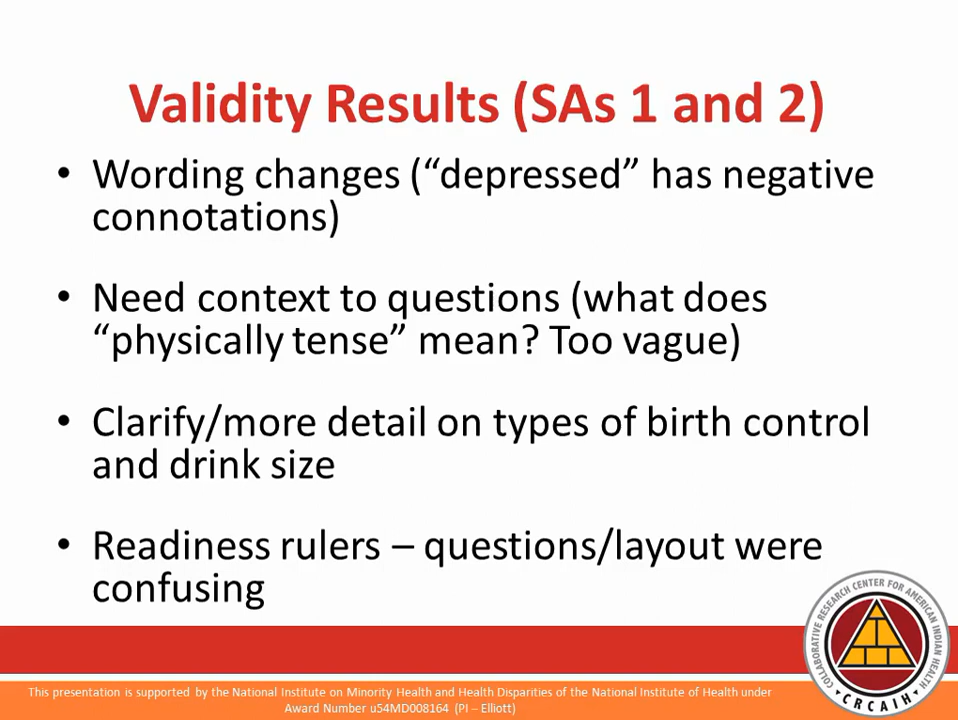 Validity Results (SAs 1 and 2)
• Wording changes (“depressed” has negative
connotations)
• Need context to questions (what does
“physically tense” mean? Too vague)
• Clarify/more detail on types of birth control
and drink size
• Readiness rulers – questions/layout were
confusing
COLLABORATIVE RESEARCH CENTER FOR AMERICAN INDIAN HEALTH
CRCAIH
This presentation is supported by the National Institute on Minority Health and Health Disparities of the National Institute of Health under
Award Number u54MD008164 (PI – Elliott)